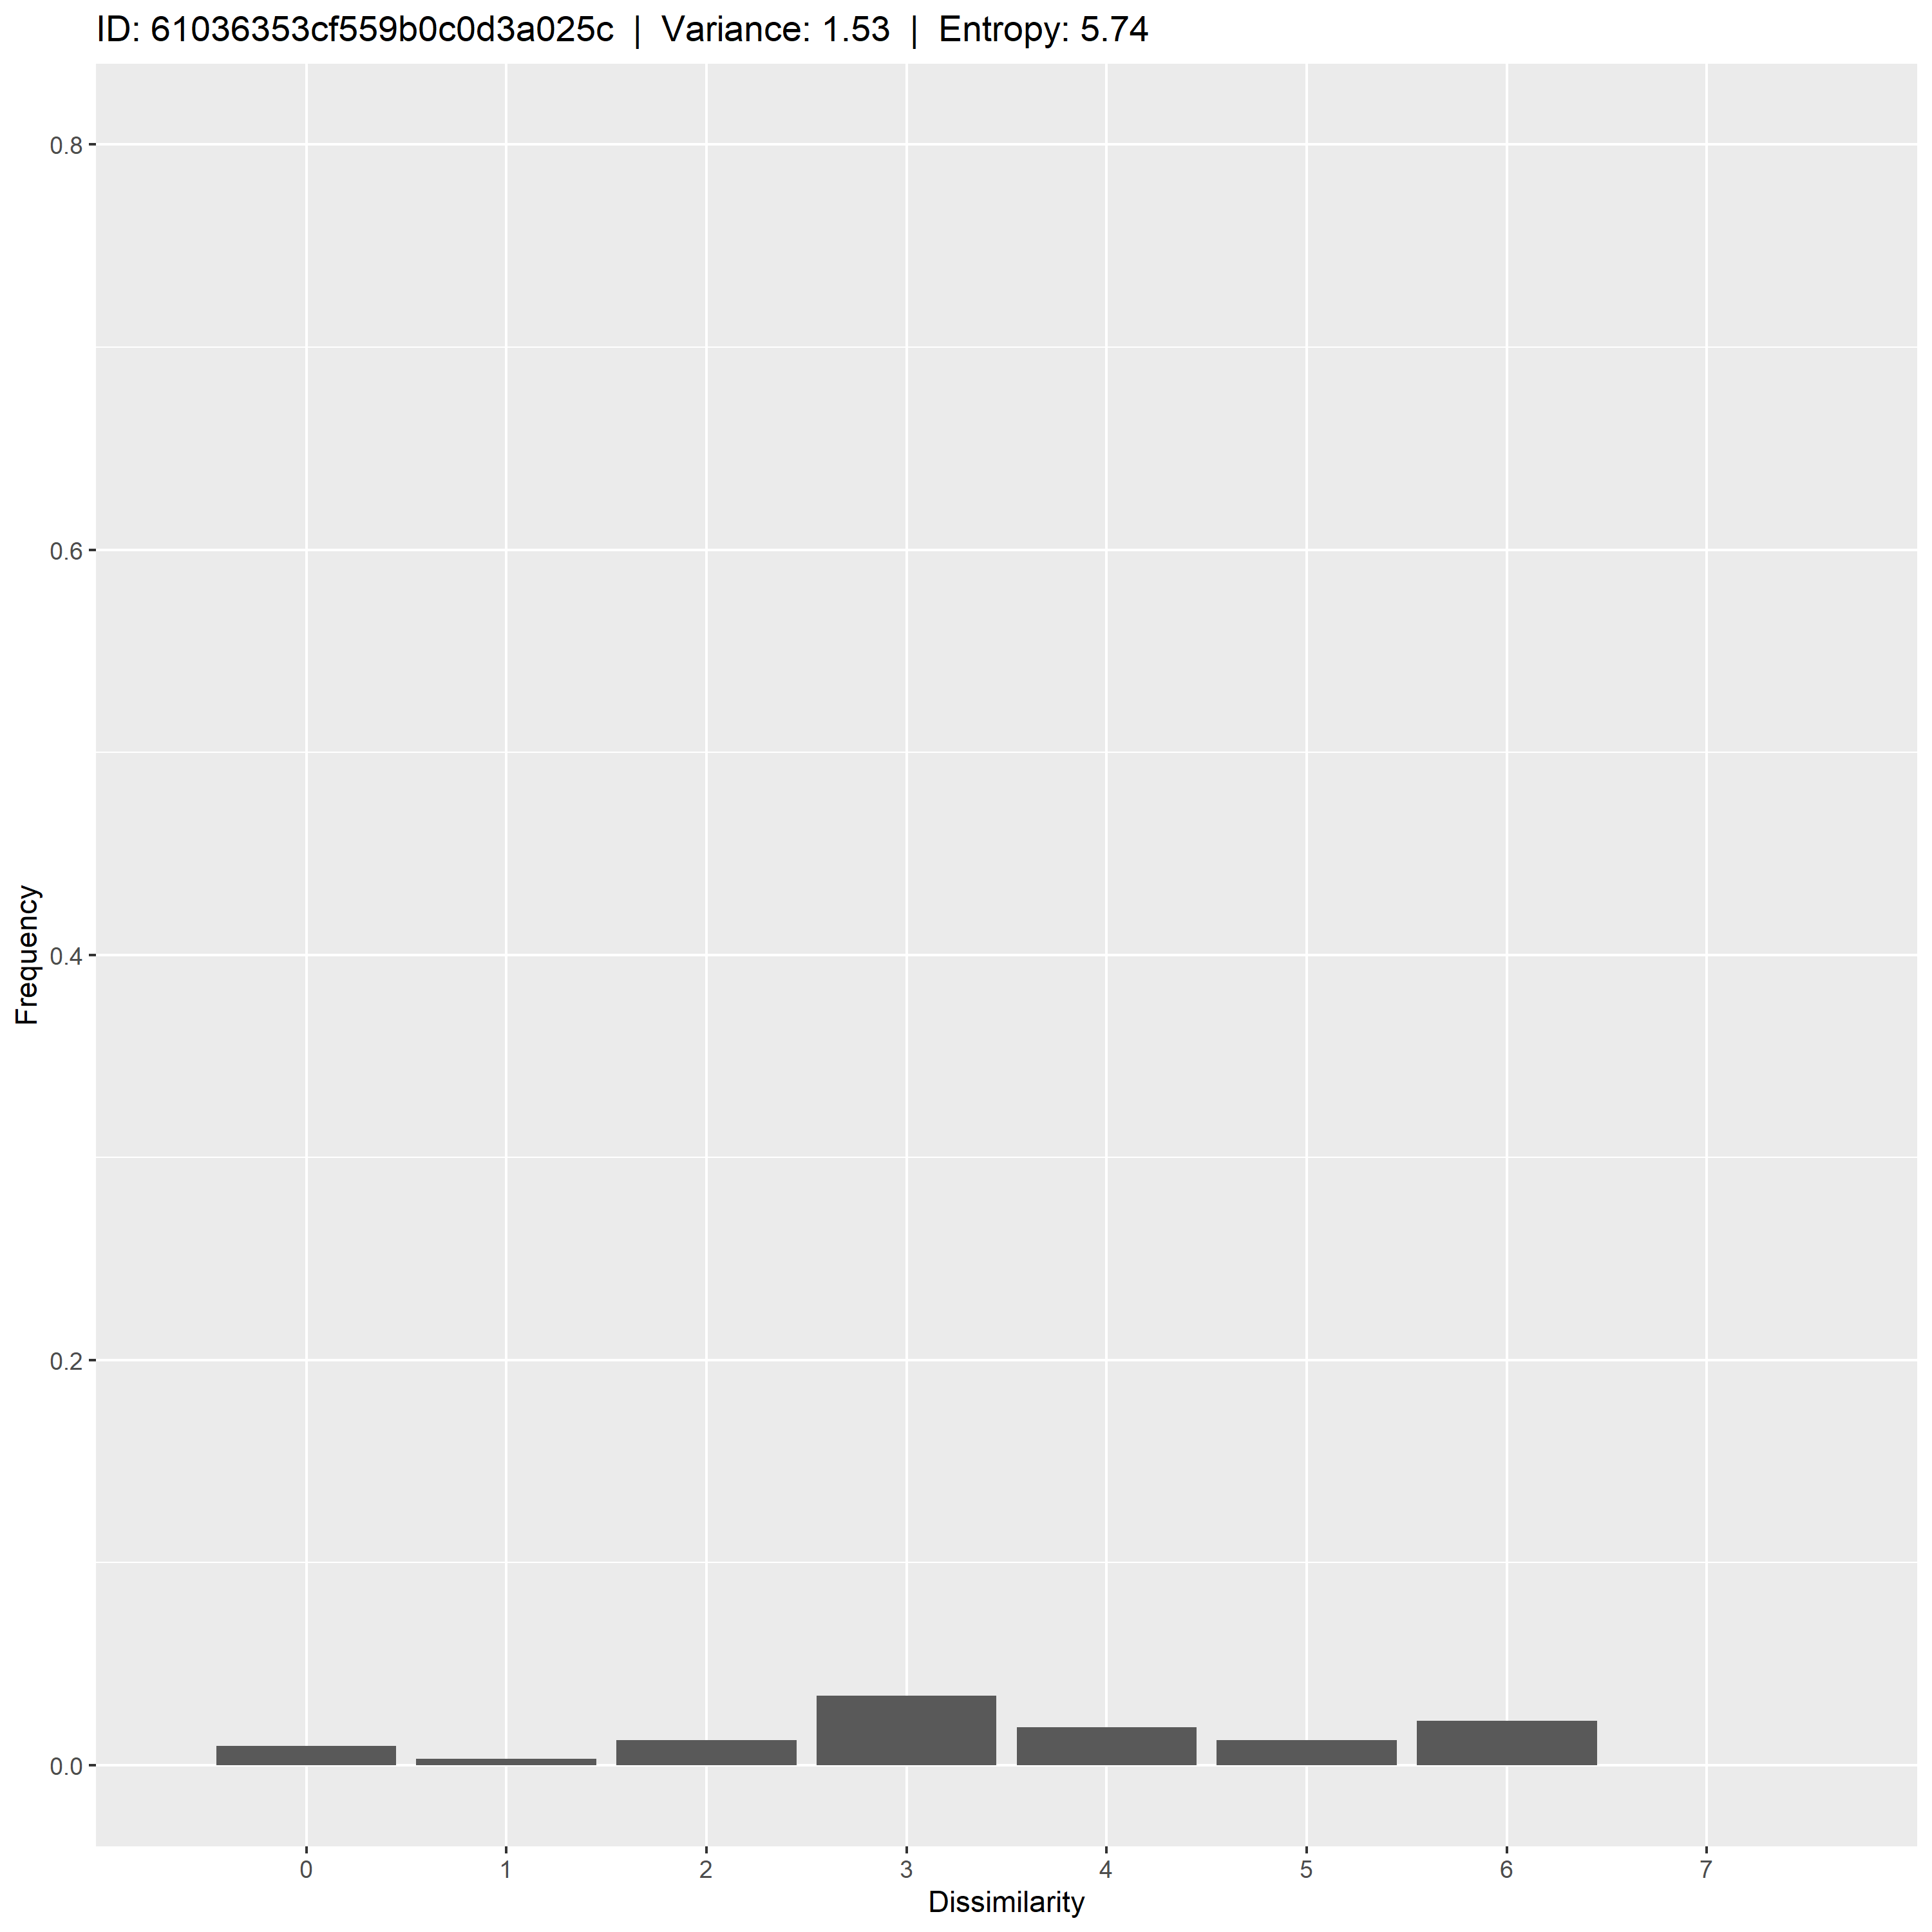 ID: 61036353cf559b0c0d3a025c | Variance: 1.53 | Entropy: 5.74
0.8
0.6
0.4
0.2
0.0
Frequency
0 1 2 3 4 5 6 7
Dissimilarity